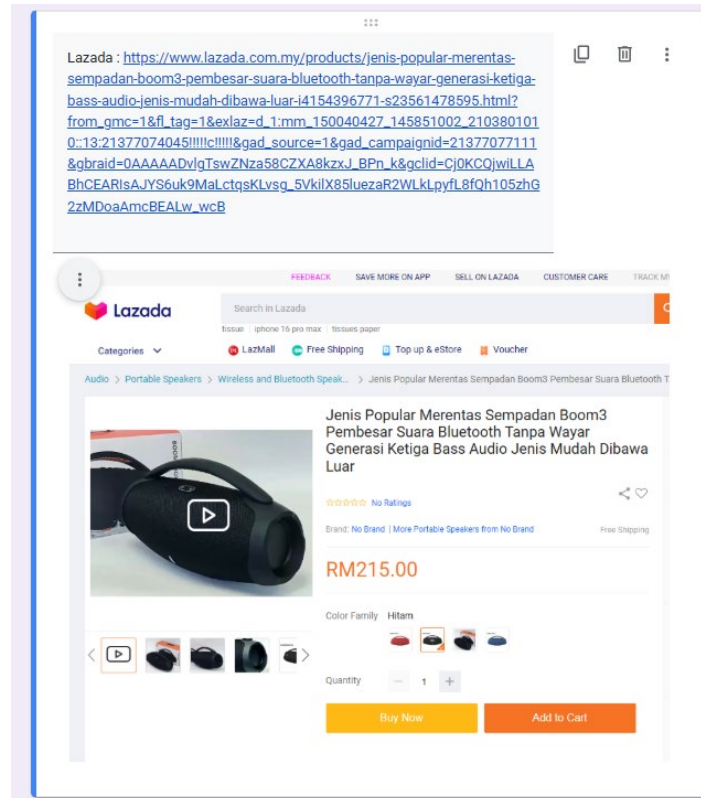 Lazada : https://www.lazada.com.my/products/jenis-popular-merentas-
sempadan-boom3-pembesar-suara-bluetooth-tanpa-wayar-generasi-ketiga-
bass-audio-jenis-mudah-dibawa-luar-i4154396771-s23561478595.html?
from_gmc=1&fl_tag=1&exlaz=d_1:mm_150040427_145851002_210380101
0::13:21377074045!!!!!c!!!!!&gad_source=1&gad_campaignid=21377077111
&gbraid=0AAAAADvlgTswZNza58CZXA8kzxJ_BPn_k&gclid=Cj0KCQjwiLLA
BhCEARIsAJYS6uk9MaLctqsKLvsg_5VkilX85luezaR2WLkLpyfL8fQh105zhG
2zMDoaAmcBEALw_wcB
FEEDBACK SAVE MORE ON APP SELL ON LAZADA CUSTOMER CARE TRACK MY
Lazada
Search in Lazada
tissue iphone 16 pro max tissues paper
Categories LazMall Free Shipping Top up & eStore Voucher
Audio > Portable Speakers > Wireless and Bluetooth Speak... > Jenis Popular Merentas Sempadan Boom3 Pembesar Suara Bluetooth T
Jenis Popular Merentas Sempadan Boom3
Pembesar Suara Bluetooth Tanpa Wayar
Generasi Ketiga Bass Audio Jenis Mudah Dibawa
Luar
No Ratings
Brand: No Brand | More Portable Speakers from No Brand
Free Shipping
RM215.00
Color Family Hitam
Quantity 1
Buy Now Add to Cart